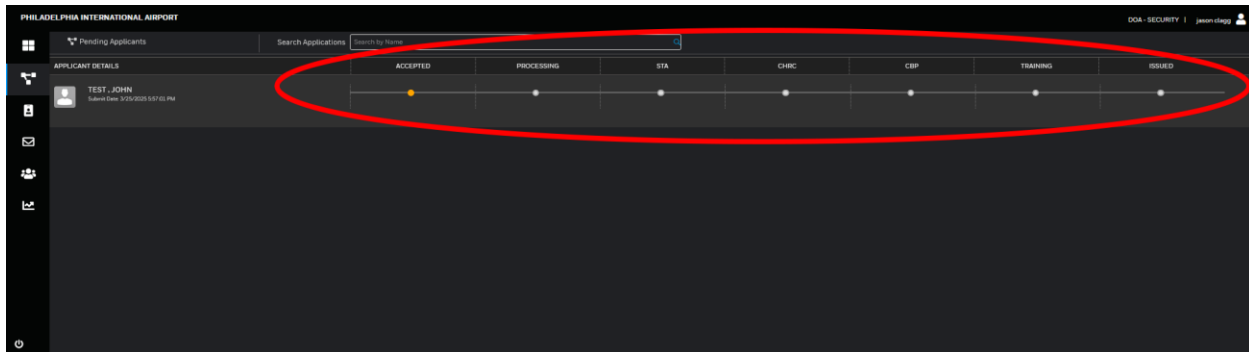 PHILADELPHIA INTERNATIONAL AIRPORT
DOA - SECURITY | jason clagg
Pending Applicants
Search Applications
Search by Name
APPLICANT DETAILS ACCEPTED PROCESSING STA CHRC CBP TRAINING ISSUED
TEST , JOHN
Submit Date: 3/25/2025 5:57:01 PM